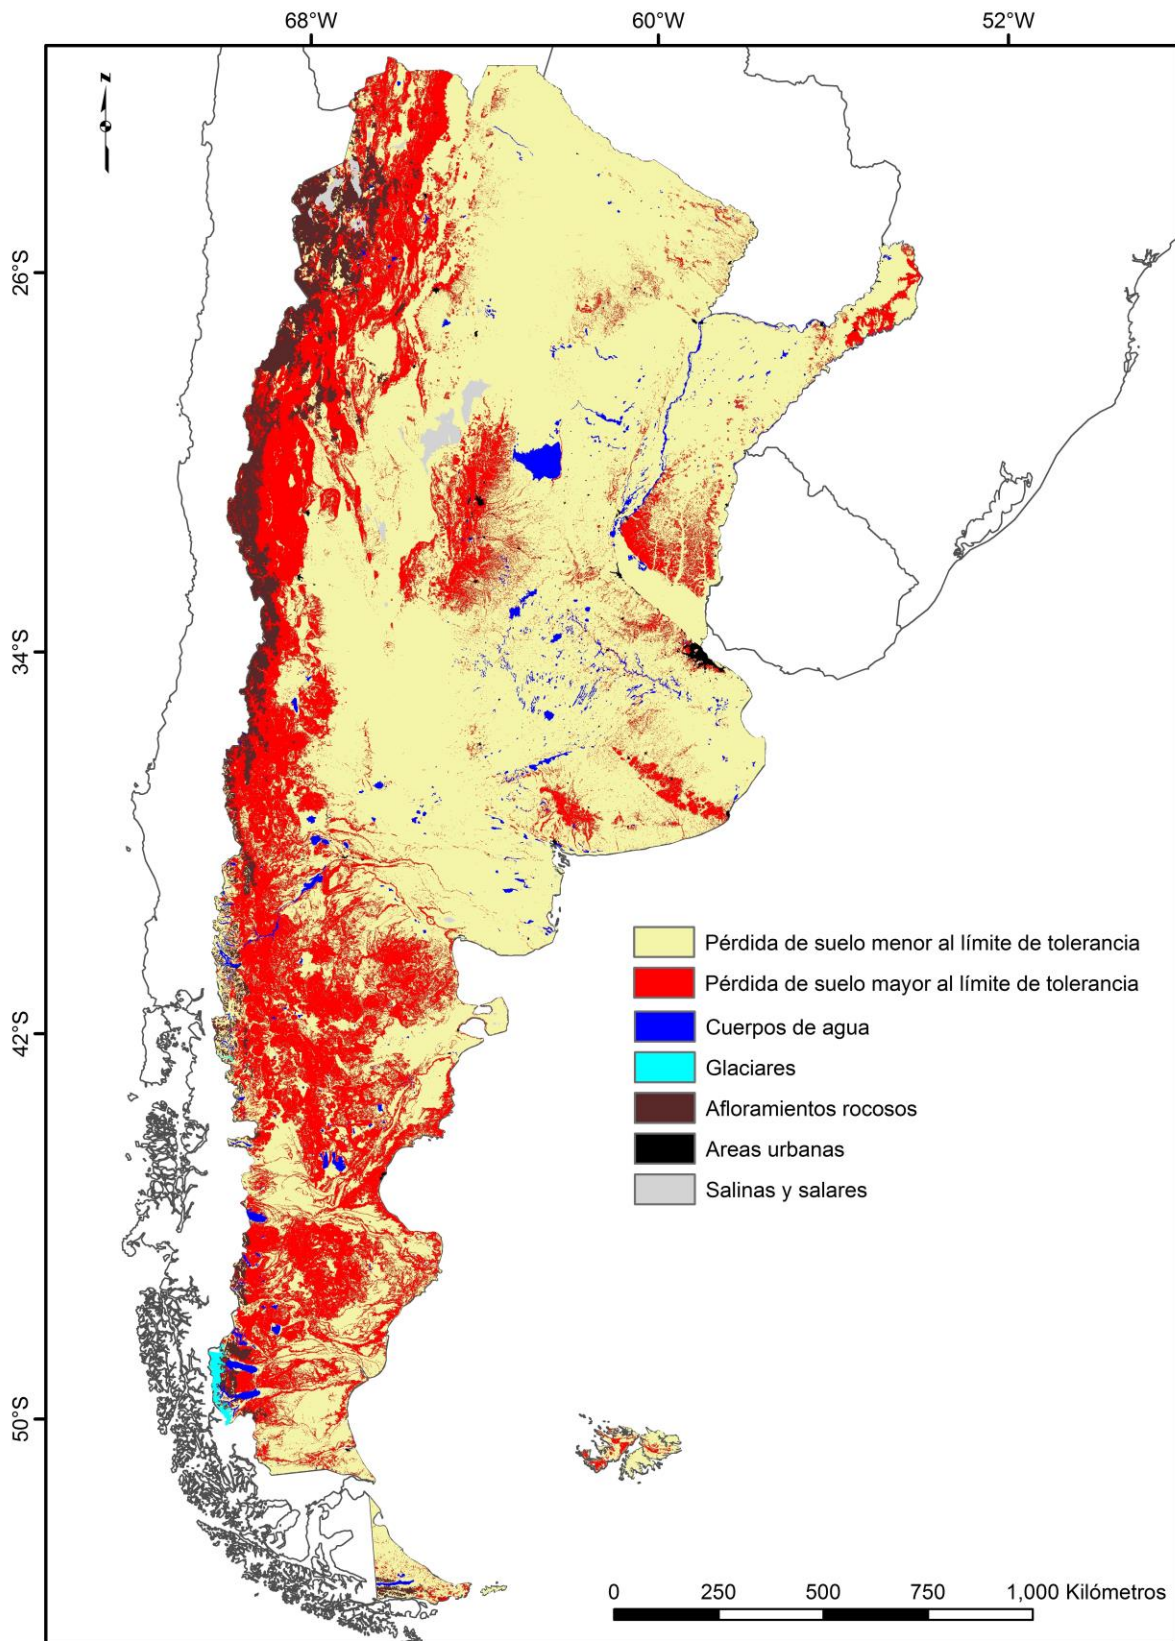 68°W 60°W 52°W
N
26°S
34°S
42°S
50°S
Pérdida de suelo menor al límite de tolerancia
Pérdida de suelo mayor al límite de tolerancia
Cuerpos de agua
Glaciares
Afloramientos rocosos
Areas urbanas
Salinas y salares
0 250 500 750 1,000 Kilómetros